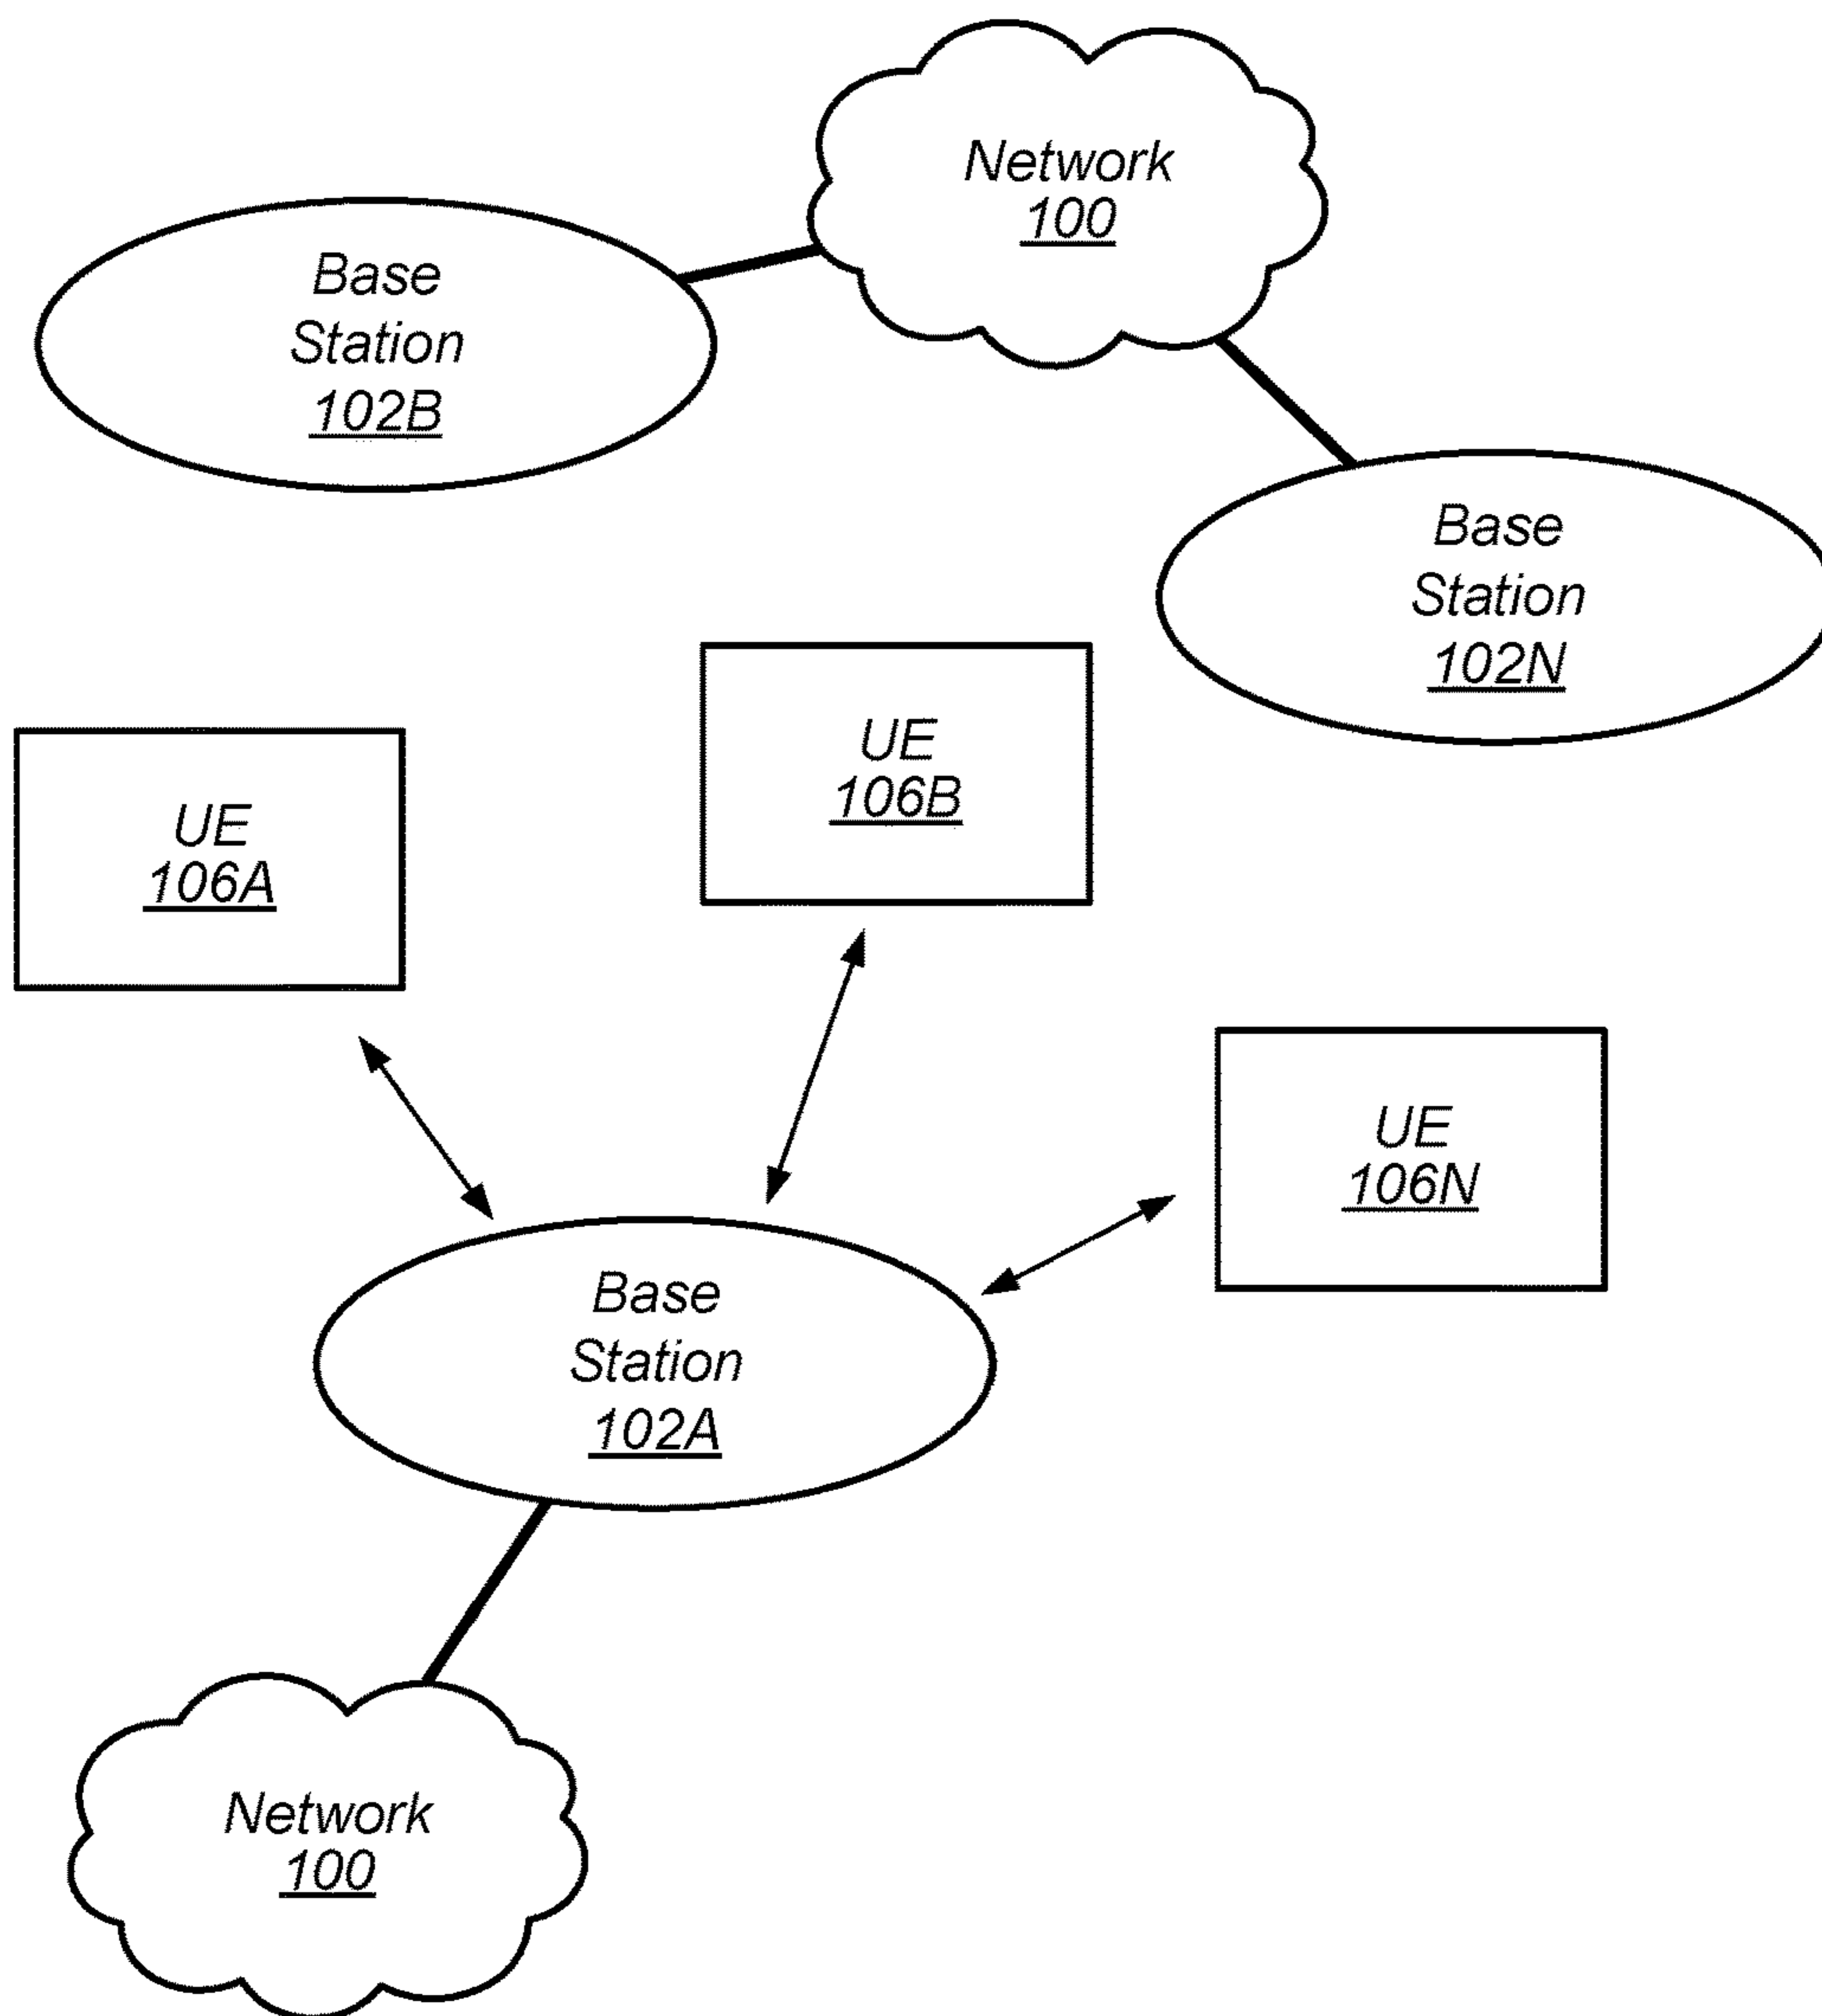 Network
100
Base
Station
102B
Base
Station
102N
UE
106B
UE
106A
UE
106N
Base
Station
102A
Network
100